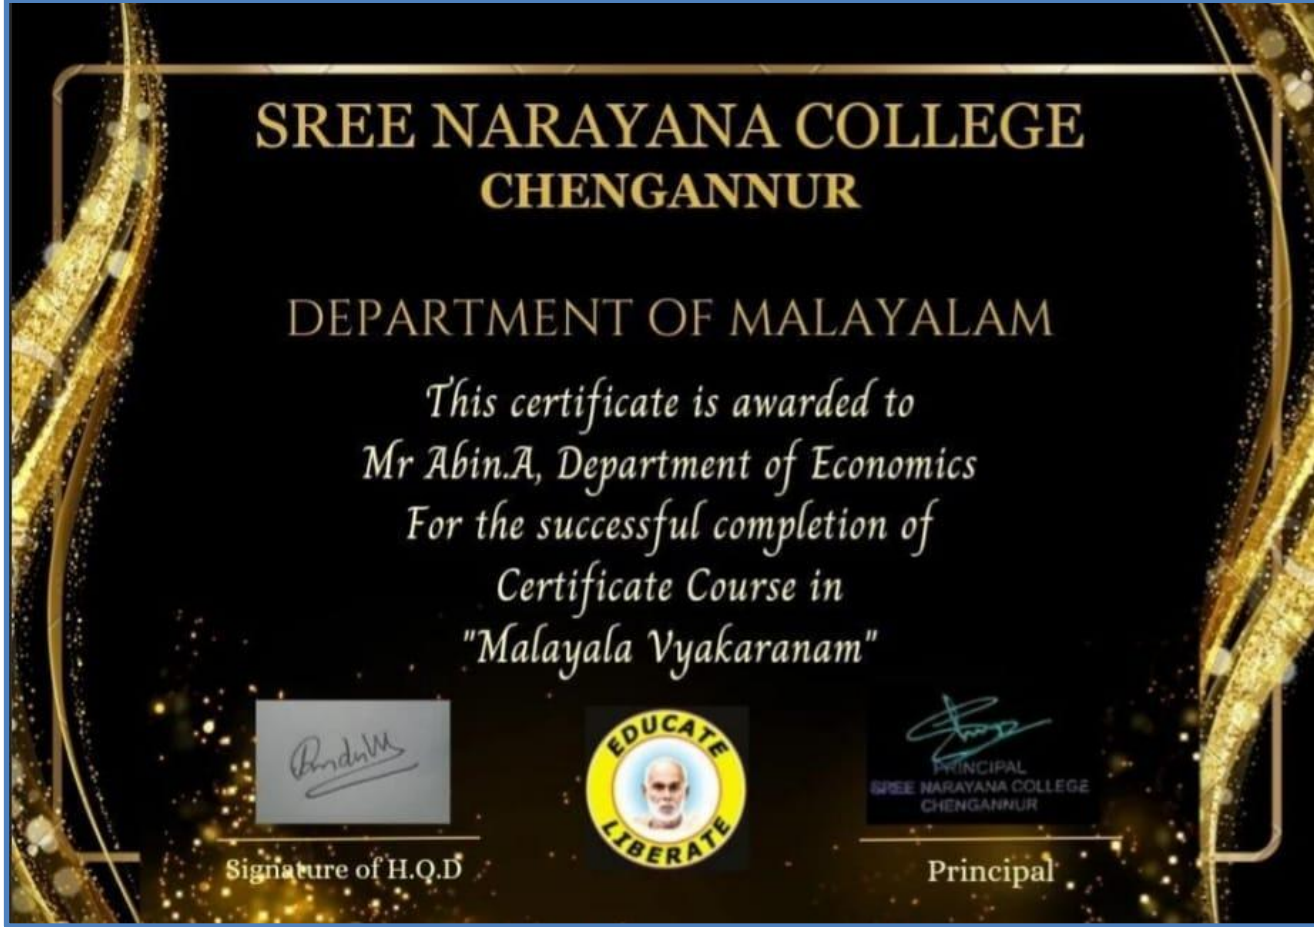 SREE NARAYANA COLLEGE
CHENGANNUR
DEPARTMENT OF MALAYALAM
This certificate is awarded to
Mr Abin.A, Department of Economics
For the successful completion of
Certificate Course in
"Malayala Vyakaranam"
EDUCATE
LIBERATE
PRINCIPAL
SREE NARAYANA COLLEGE
CHENGANNUR
Signature of H.O.D
Principal